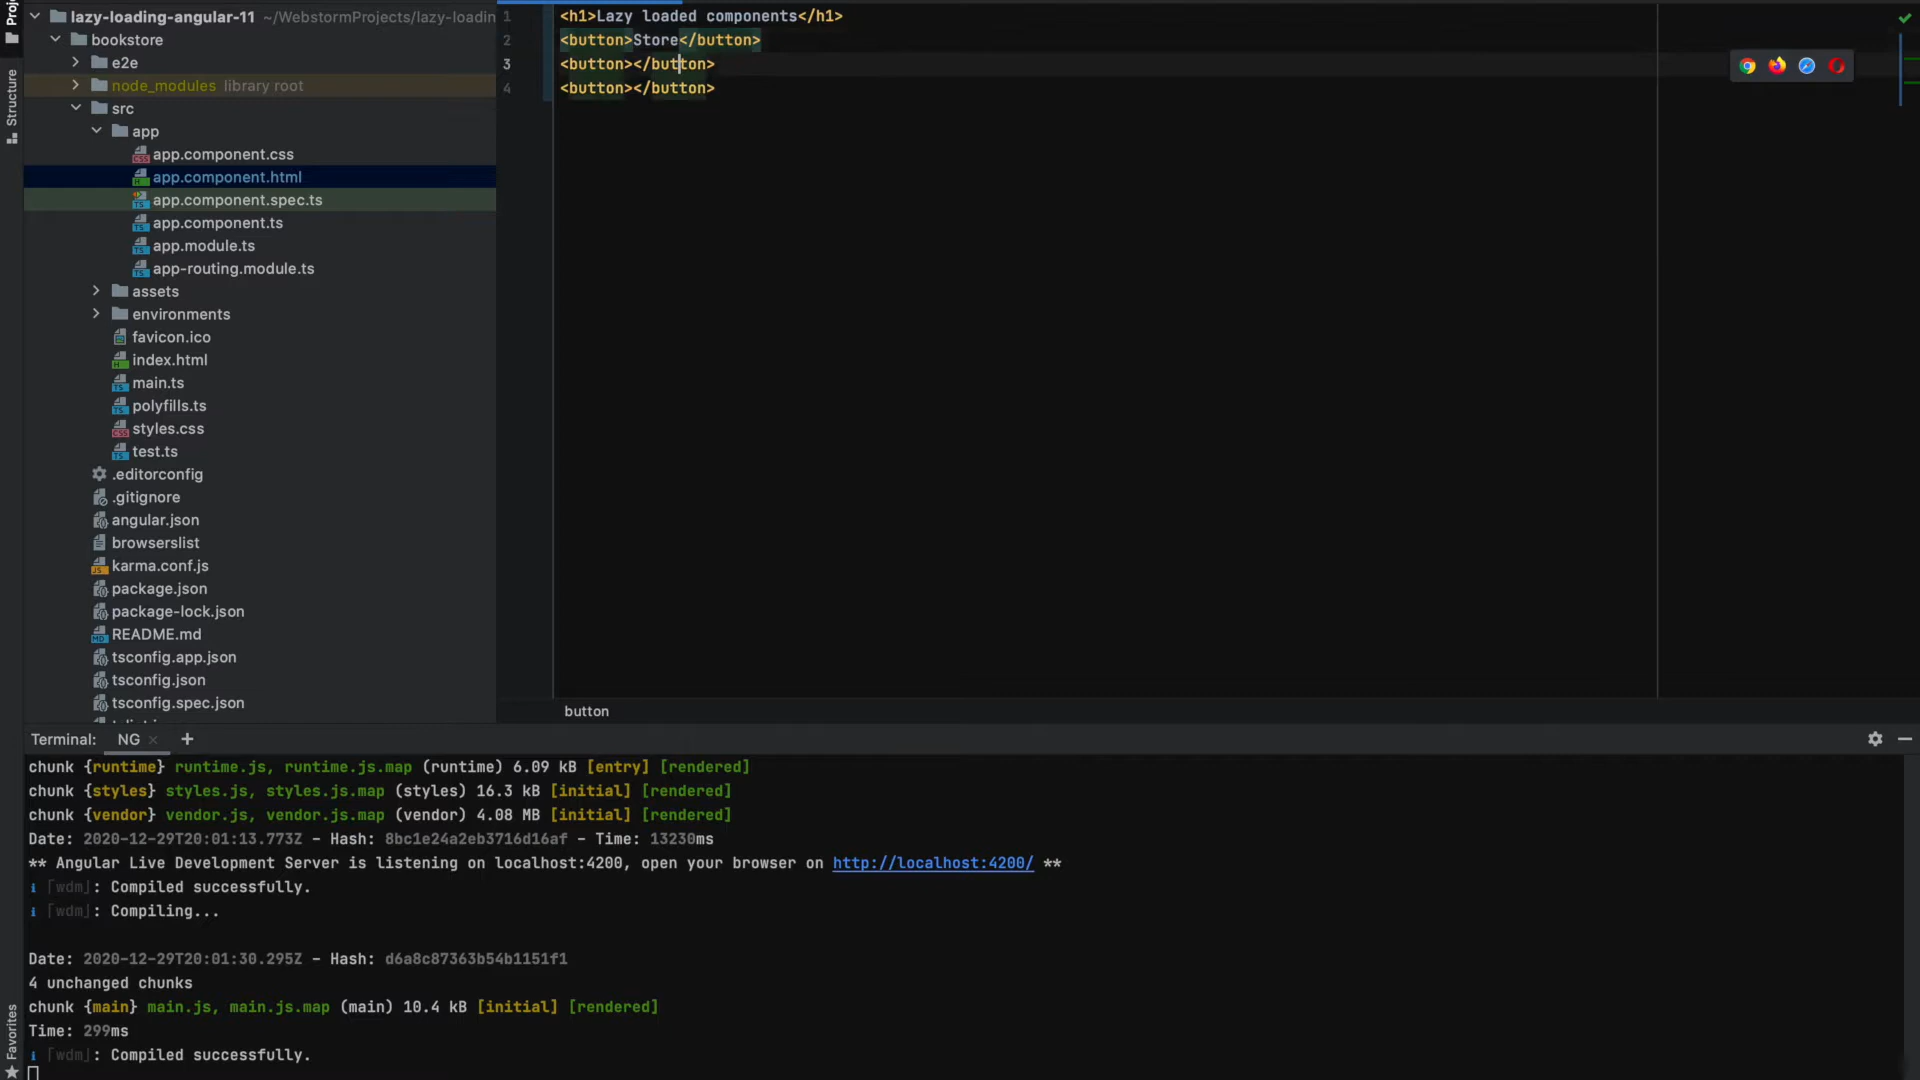 Project
Structure
Favorites
lazy-loading-angular-11 ~/WebstormProjects/lazy-loadin
bookstore
e2e
node_modules library root
src
app
app.component.css
app.component.html
app.component.spec.ts
app.component.ts
app.module.ts
app-routing.module.ts
assets
environments
favicon.ico
index.html
main.ts
polyfills.ts
styles.css
test.ts
.editorconfig
.gitignore
angular.json
browserslist
karma.conf.js
package.json
package-lock.json
README.md
tsconfig.app.json
tsconfig.json
tsconfig.spec.json
1 <h1>Lazy loaded components</h1>
2 <button>Store</button>
3 <button></button>
4 <button></button>
button
Terminal: NG × +
chunk {runtime} runtime.js, runtime.js.map (runtime) 6.09 kB [entry] [rendered]
chunk {styles} styles.js, styles.js.map (styles) 16.3 kB [initial] [rendered]
chunk {vendor} vendor.js, vendor.js.map (vendor) 4.08 MB [initial] [rendered]
Date: 2020-12-29T20:01:13.773Z - Hash: 8bc1e24a2eb3716d16af - Time: 13230ms
** Angular Live Development Server is listening on localhost:4200, open your browser on http://localhost:4200/ **
i 「wdm」: Compiled successfully.
i 「wdm」: Compiling...
Date: 2020-12-29T20:01:30.295Z - Hash: d6a8c87363b54b1151f1
4 unchanged chunks
chunk {main} main.js, main.js.map (main) 10.4 kB [initial] [rendered]
Time: 299ms
i 「wdm」: Compiled successfully.